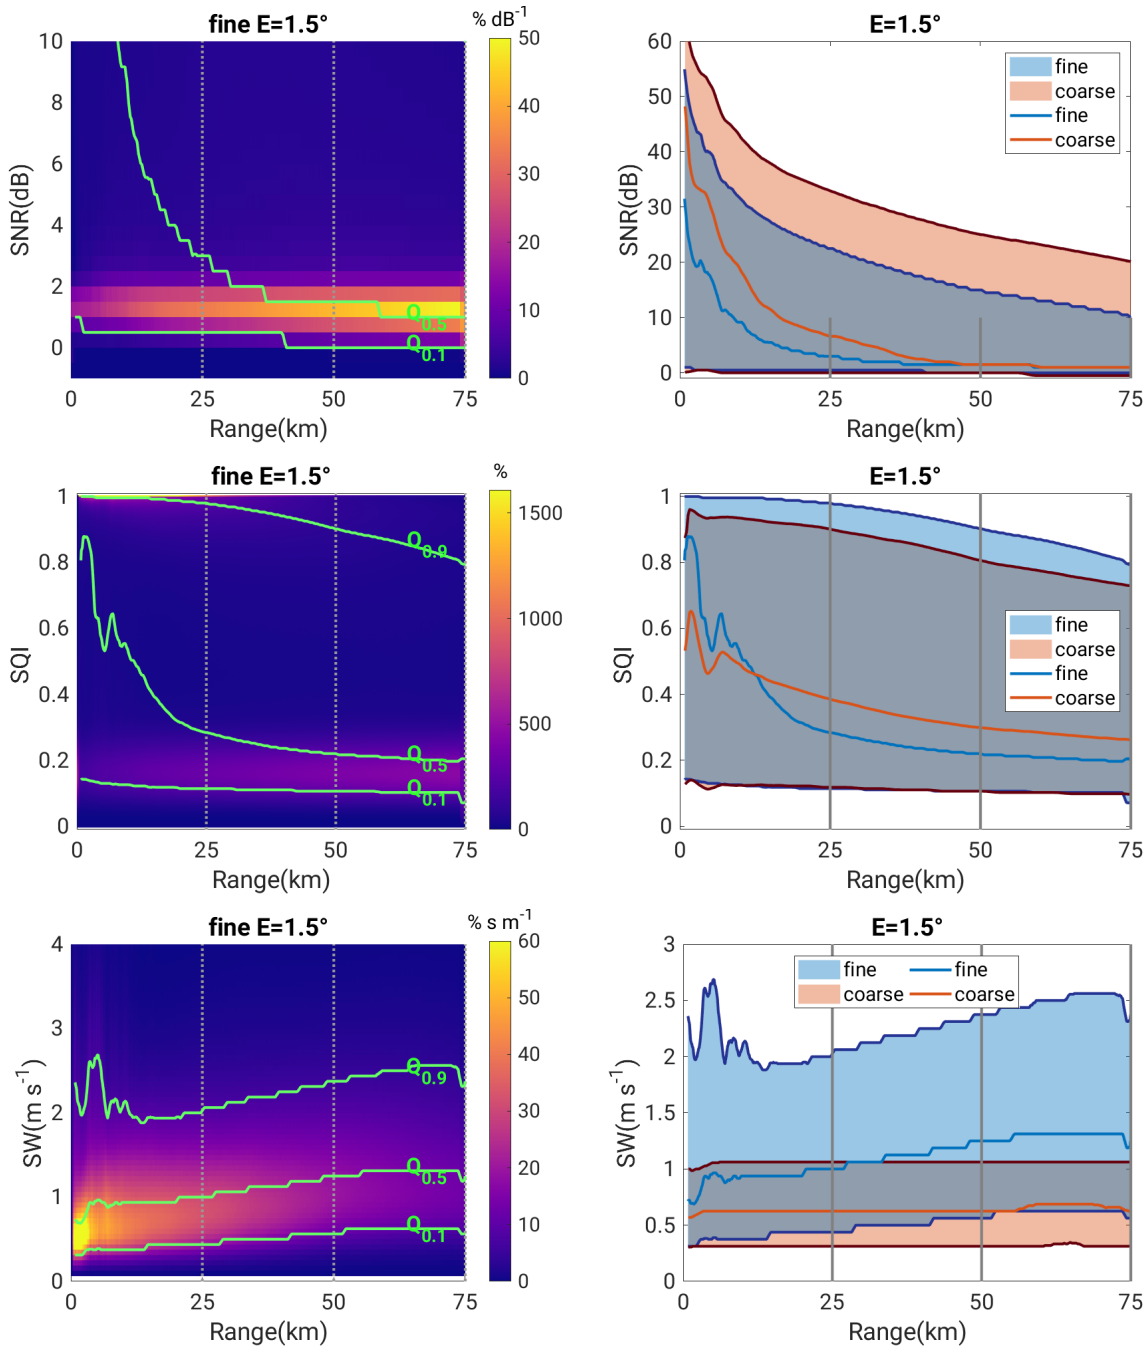 fine E=1.5°
% dB-1
10
8
6
4
2
0
SNR(dB)
Q0.5
Q0.1
0
25
50
75
Range(km)
50
40
30
20
10
0
E=1.5°
60
50
40
30
20
10
0
SNR(dB)
fine
coarse
fine
coarse
0
25
50
75
Range(km)
fine E=1.5°
%
1
0.8
0.6
0.4
0.2
0
SQI
Q0.9
Q0.5
Q0.1
0
25
50
75
Range(km)
1500
1000
500
0
E=1.5°
1
0.8
0.6
0.4
0.2
0
SQI
fine
coarse
fine
coarse
0
25
50
75
Range(km)
fine E=1.5°
% s m-1
4
3
2
1
0
SW(m s-1)
Q0.9
Q0.5
Q0.1
0
25
50
75
Range(km)
60
50
40
30
20
10
0
E=1.5°
3
2.5
2
1.5
1
0.5
0
SW(m s-1)
fine
coarse
fine
coarse
0
25
50
75
Range(km)